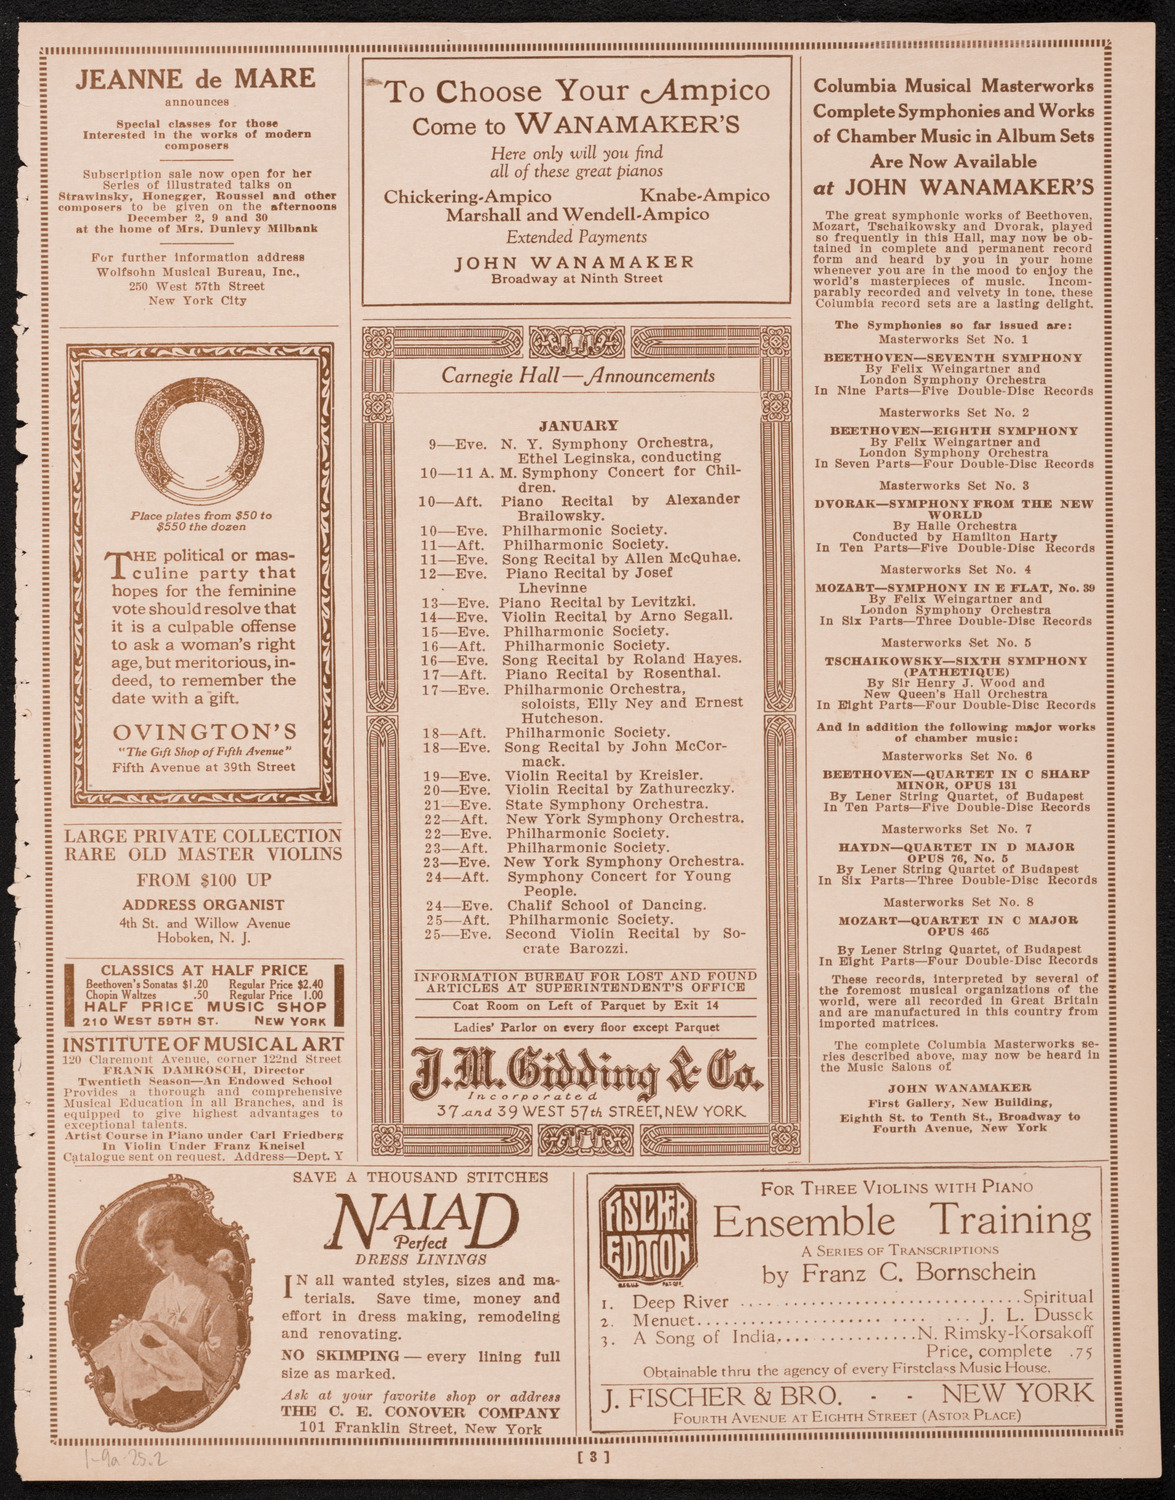 JEANNE de MARE
announces
Special classes for those
Interested in the works of modern
composers
Subscription sale now open for her
Series of illustrated talks on
Strawinsky, Honegger, Roussel and other
composers to be given on the afternoons
December 2, 9 and 30
at the home of Mrs. Dunlevy Milbank
For further information address
Wolfsohn Musical Bureau, Inc.,
250 West 57th Street
New York City
Place plates from $50 to
$550 the dozen
THE political or mas-
culine party that
hopes for the feminine
vote should resolve that
it is a culpable offense
to ask a woman's right
age, but meritorious, in-
deed, to remember the
date with a gift.
OVINGTON'S
"The Gift Shop of Fifth Avenue"
Fifth Avenue at 39th Street
LARGE PRIVATE COLLECTION
RARE OLD MASTER VIOLINS
FROM $100 UP
ADDRESS ORGANIST
4th St. and Willow Avenue
Hoboken, N. J.
CLASSICS AT HALF PRICE
Beethoven's Sonatas $1.20 Regular Price $2.40
Chopin Waltzes .50 Regular Price 1.00
HALF PRICE MUSIC SHOP
210 WEST 59TH ST. NEW YORK
INSTITUTE OF MUSICAL ART
120 Claremont Avenue, corner 122nd Street
FRANK DAMROSCH, Director
Twentieth Season—An Endowed School
Provides a thorough and comprehensive
Musical Education in all Branches, and is
equipped to give highest advantages to
exceptional talents.
Artist Course in Piano under Carl Friedberg
In Violin Under Franz Kneisel
Catalogue sent on request. Address—Dept. Y
To Choose Your Ampico
Come to WANAMAKER'S
Here only will you find
all of these great pianos
Chickering-Ampico Knabe-Ampico
Marshall and Wendell-Ampico
Extended Payments
JOHN WANAMAKER
Broadway at Ninth Street
Carnegie Hall—Announcements
JANUARY
9—Eve. N. Y. Symphony Orchestra,
Ethel Leginska, conducting
10—11 A. M. Symphony Concert for Chil-
dren.
10—Aft. Piano Recital by Alexander
Brailowsky.
10—Eve. Philharmonic Society.
11—Aft. Philharmonic Society.
11—Eve. Song Recital by Allen McQuhae.
12—Eve. Piano Recital by Josef
Lhevinne
13—Eve. Piano Recital by Levitzki.
14—Eve. Violin Recital by Arno Segall.
15—Eve. Philharmonic Society.
16—Aft. Philharmonic Society.
16—Eve. Song Recital by Roland Hayes.
17—Aft. Piano Recital by Rosenthal.
17—Eve. Philharmonic Orchestra,
soloists, Elly Ney and Ernest
Hutcheson.
18—Aft. Philharmonic Society.
18—Eve. Song Recital by John McCor-
mack.
19—Eve. Violin Recital by Kreisler.
20—Eve. Violin Recital by Zathureczky.
21—Eve. State Symphony Orchestra.
22—Aft. New York Symphony Orchestra.
22—Eve. Philharmonic Society.
23—Aft. Philharmonic Society.
23—Eve. New York Symphony Orchestra.
24—Aft. Symphony Concert for Young
People.
24—Eve. Chalif School of Dancing.
25—Aft. Philharmonic Society.
25—Eve. Second Violin Recital by So-
crate Barozzi.
INFORMATION BUREAU FOR LOST AND FOUND
ARTICLES AT SUPERINTENDENT'S OFFICE
Coat Room on Left of Parquet by Exit 14
Ladies' Parlor on every floor except Parquet
J. M. Gidding & Co.
Incorporated
37 and 39 WEST 57th STREET, NEW YORK
Columbia Musical Masterworks
Complete Symphonies and Works
of Chamber Music in Album Sets
Are Now Available
at JOHN WANAMAKER'S
The great symphonic works of Beethoven,
Mozart, Tschaikowsky and Dvorak, played
so frequently in this Hall, may now be ob-
tained in complete and permanent record
form and heard by you in your home
whenever you are in the mood to enjoy the
world's masterpieces of music. Incom-
parably recorded and velvety in tone, these
Columbia record sets are a lasting delight.
The Symphonies so far issued are:
Masterworks Set No. 1
BEETHOVEN—SEVENTH SYMPHONY
By Felix Weingartner and
London Symphony Orchestra
In Nine Parts—Five Double-Disc Records
Masterworks Set No. 2
BEETHOVEN—EIGHTH SYMPHONY
By Felix Weingartner and
London Symphony Orchestra
In Seven Parts—Four Double-Disc Records
Masterworks Set No. 3
DVORAK—SYMPHONY FROM THE NEW
WORLD
By Halle Orchestra
Conducted by Hamilton Harty
In Ten Parts—Five Double-Disc Records
Masterworks Set No. 4
MOZART—SYMPHONY IN E FLAT, No. 39
By Felix Weingartner and
London Symphony Orchestra
In Six Parts—Three Double-Disc Records
Masterworks Set No. 5
TSCHAIKOWSKY—SIXTH SYMPHONY
(PATHETIQUE)
By Sir Henry J. Wood and
New Queen's Hall Orchestra
In Eight Parts—Four Double-Disc Records
And in addition the following major works
of chamber music:
Masterworks Set No. 6
BEETHOVEN—QUARTET IN C SHARP
MINOR, OPUS 131
By Lener String Quartet, of Budapest
In Ten Parts—Five Double-Disc Records
Masterworks Set No. 7
HAYDN—QUARTET IN D MAJOR
OPUS 76, No. 5
By Lener String Quartet of Budapest
In Six Parts—Three Double-Disc Records
Masterworks Set No. 8
MOZART—QUARTET IN C MAJOR
OPUS 465
By Lener String Quartet, of Budapest
In Eight Parts—Four Double-Disc Records
These records, interpreted by several of
the foremost musical organizations of the
world, were all recorded in Great Britain
and are manufactured in this country from
imported matrices.
The complete Columbia Masterworks se-
ries described above, may now be heard in
the Music Salons of
JOHN WANAMAKER
First Gallery, New Building,
Eighth St. to Tenth St., Broadway to
Fourth Avenue, New York
SAVE A THOUSAND STITCHES
NAIAD
Perfect
DRESS LININGS
IN all wanted styles, sizes and ma-
terials. Save time, money and
effort in dress making, remodeling
and renovating.
NO SKIMPING—every lining full
size as marked.
Ask at your favorite shop or address
THE C. E. CONOVER COMPANY
101 Franklin Street, New York
FISCHER
EDITION
REG.U.S. PAT.OFF.
FOR THREE VIOLINS WITH PIANO
Ensemble Training
A SERIES OF TRANSCRIPTIONS
by Franz C. Bornschein
1. Deep River ..................................Spiritual
2. Menuet............................ ... J. L. Dussek
3. A Song of India.................N. Rimsky-Korsakoff
Price, complete .75
Obtainable thru the agency of every Firstclass Music House.
J. FISCHER & BRO. - - NEW YORK
FOURTH AVENUE AT EIGHTH STREET (ASTOR PLACE)
[ 3 ]
1-9a-25.2